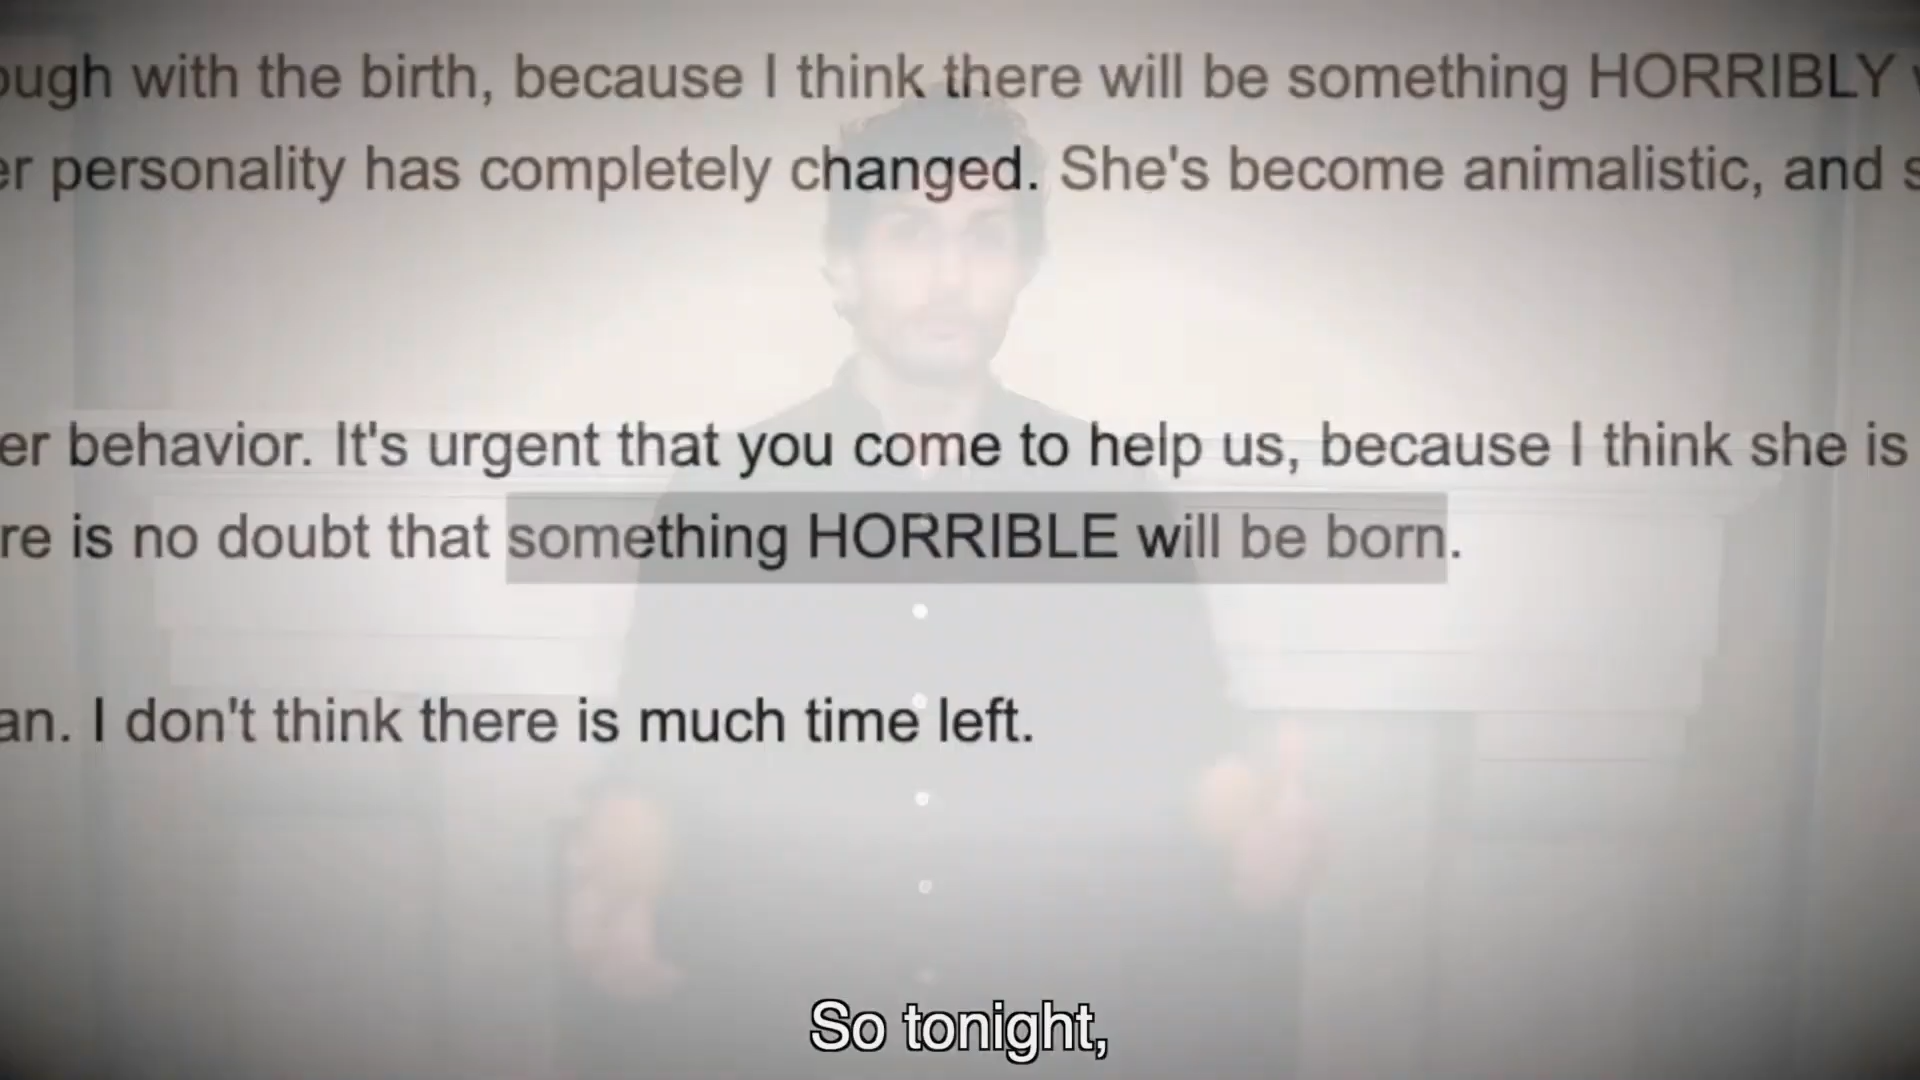 ough with the birth, because I think there will be something HORRIBLY
er personality has completely changed. She's become animalistic, and s
er behavior. It's urgent that you come to help us, because I think she is
re is no doubt that something HORRIBLE will be born.
an. I don't think there is much time left.
So tonight,